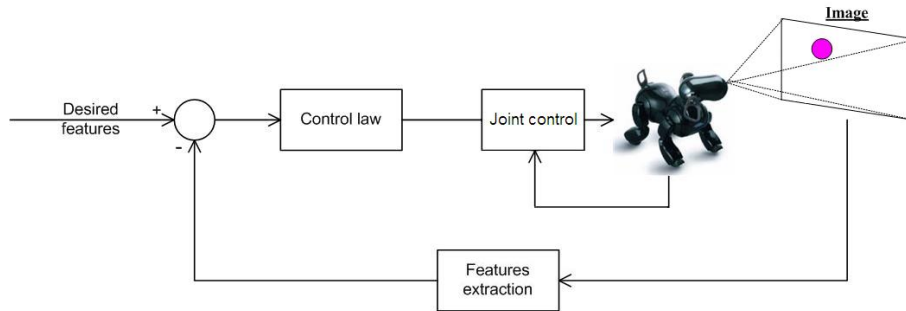 Image
Desired
features
+
-
Control law
Joint control
Features
extraction